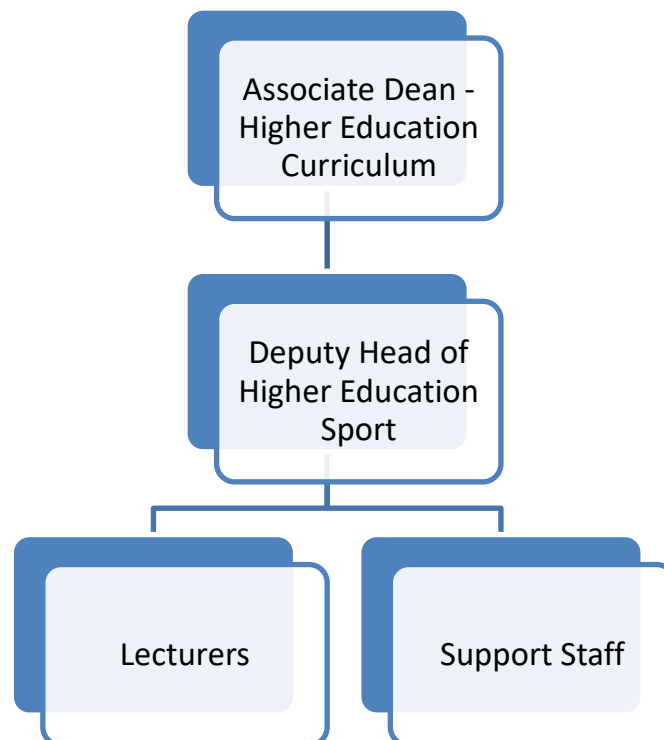 Associate Dean -
Higher Education
Curriculum
Deputy Head of
Higher Education
Sport
Lecturers
Support Staff